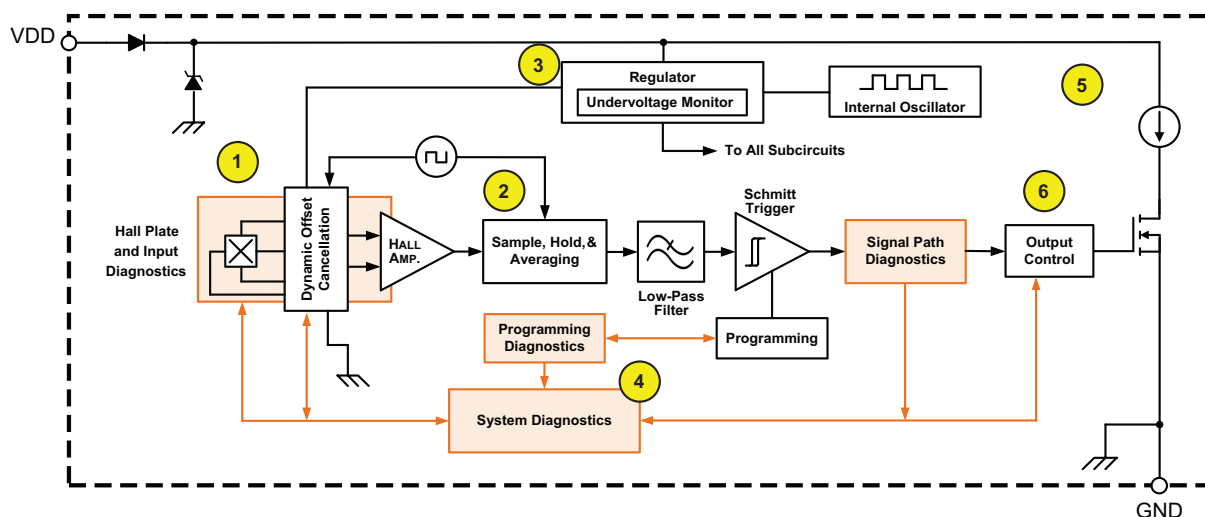 VDD
3
Regulator
Undervoltage Monitor
Internal Oscillator
5
To All Subcircuits
1
2
6
Hall Plate
and Input
Diagnostics
Dynamic Offset
Cancellation
HALL
AMP.
Sample, Hold,&
Averaging
Low-Pass
Filter
Schmitt
Trigger
Signal Path
Diagnostics
Output
Control
Programming
Diagnostics
Programming
4
System Diagnostics
GND